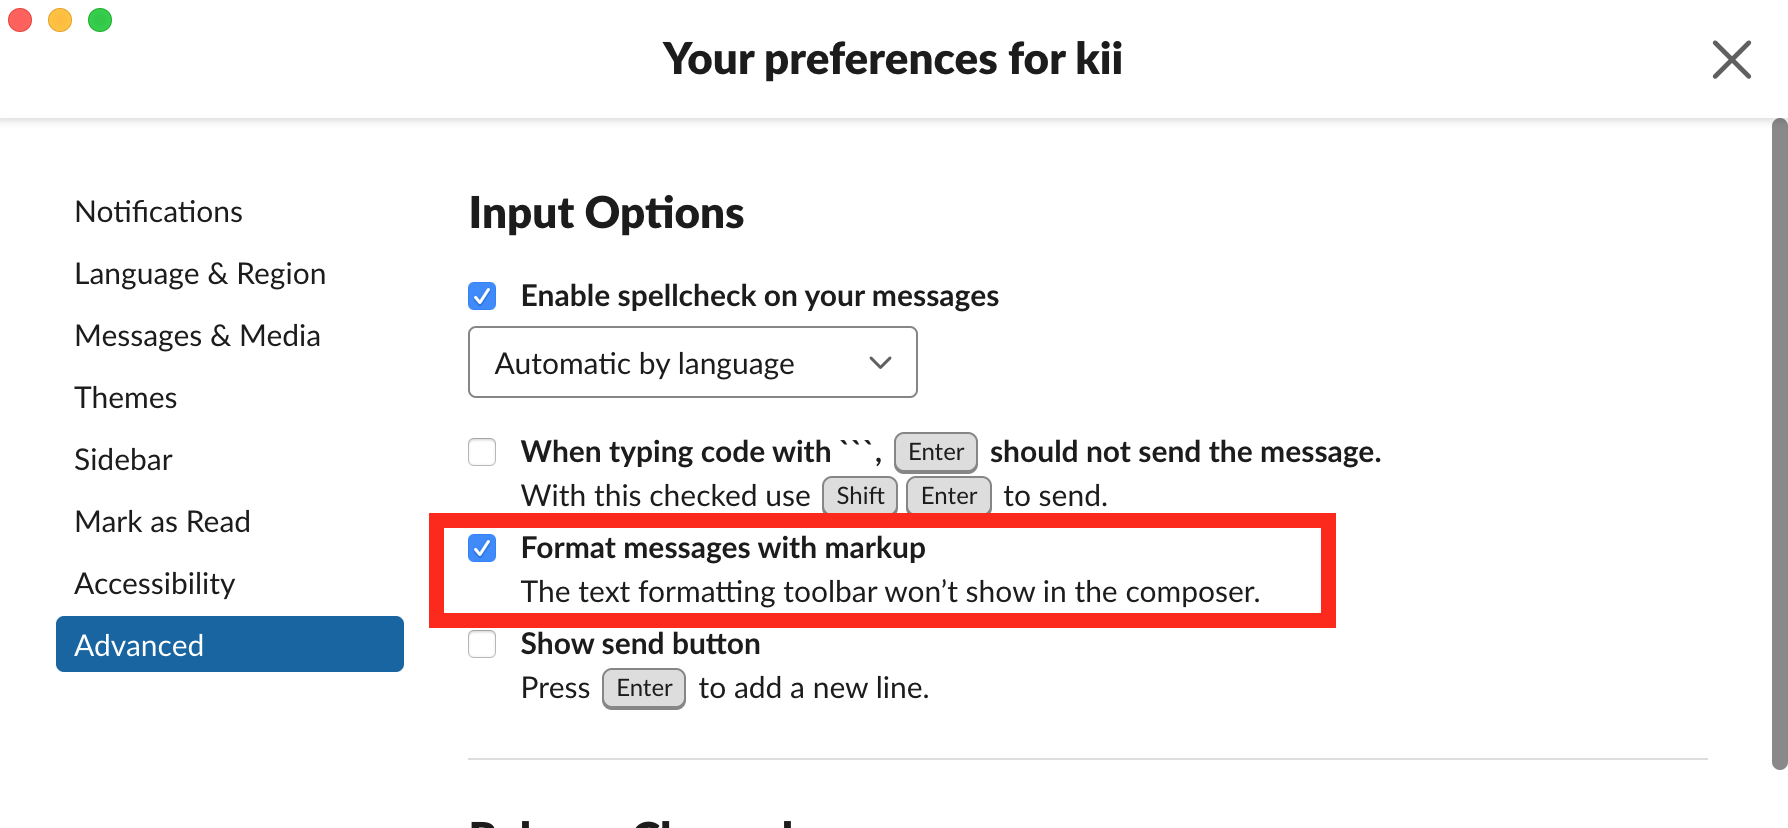 Your preferences for kii
Notifications
Language & Region
Messages & Media
Themes
Sidebar
Mark as Read
Accessibility
Advanced
Input Options
Enable spellcheck on your messages
Automatic by language
When typing code with ```, Enter should not send the message.
With this checked use Shift Enter to send.
Format messages with markup
The text formatting toolbar won’t show in the composer.
Show send button
Press Enter to add a new line.